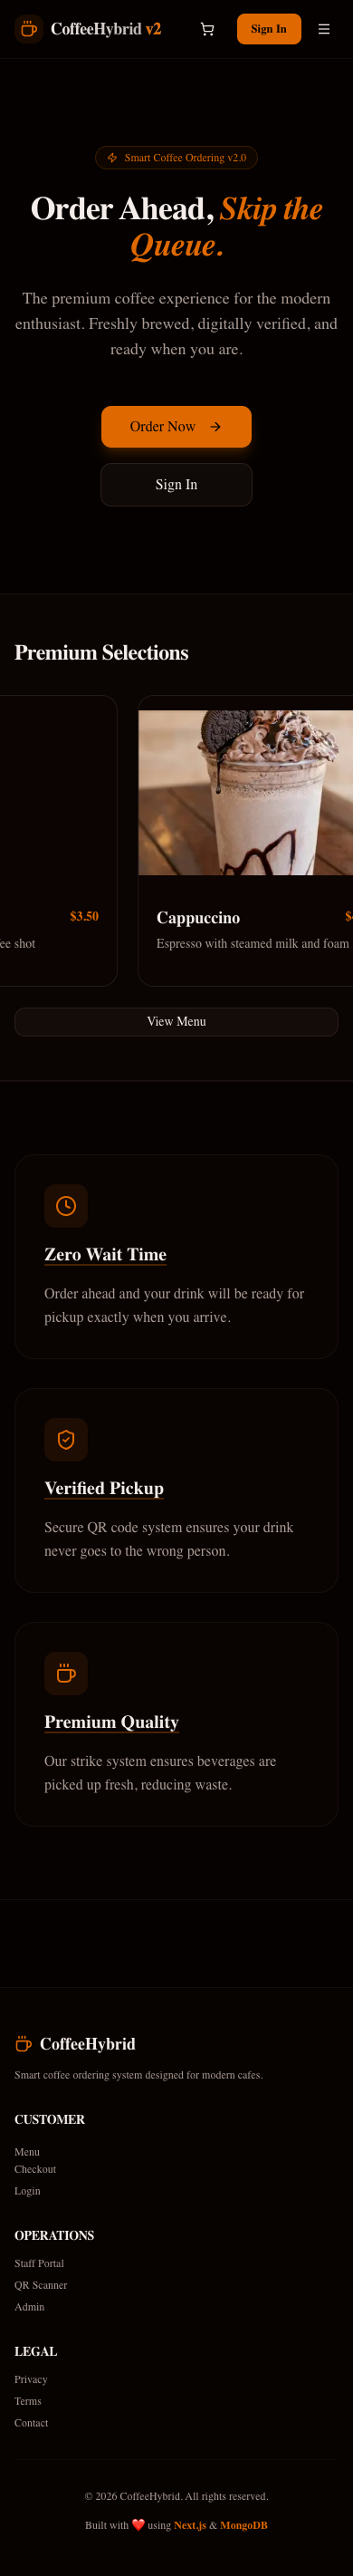 CoffeeHybrid v2
Sign In
Smart Coffee Ordering v2.0
Order Ahead, Skip the
Queue.
The premium coffee experience for the modern
enthusiast. Freshly brewed, digitally verified, and
ready when you are.
Order Now
Sign In
Premium Selections
$3.50
ee shot
Cappuccino
Espresso with steamed milk and foam
View Menu
Zero Wait Time
Order ahead and your drink will be ready for
pickup exactly when you arrive.
Verified Pickup
Secure QR code system ensures your drink
never goes to the wrong person.
Premium Quality
Our strike system ensures beverages are
picked up fresh, reducing waste.
CoffeeHybrid
Smart coffee ordering system designed for modern cafes.
CUSTOMER
Menu
Checkout
Login
OPERATIONS
Staff Portal
QR Scanner
Admin
LEGAL
Privacy
Terms
Contact
© 2026 CoffeeHybrid. All rights reserved.
Built with ❤️ using Next.js & MongoDB